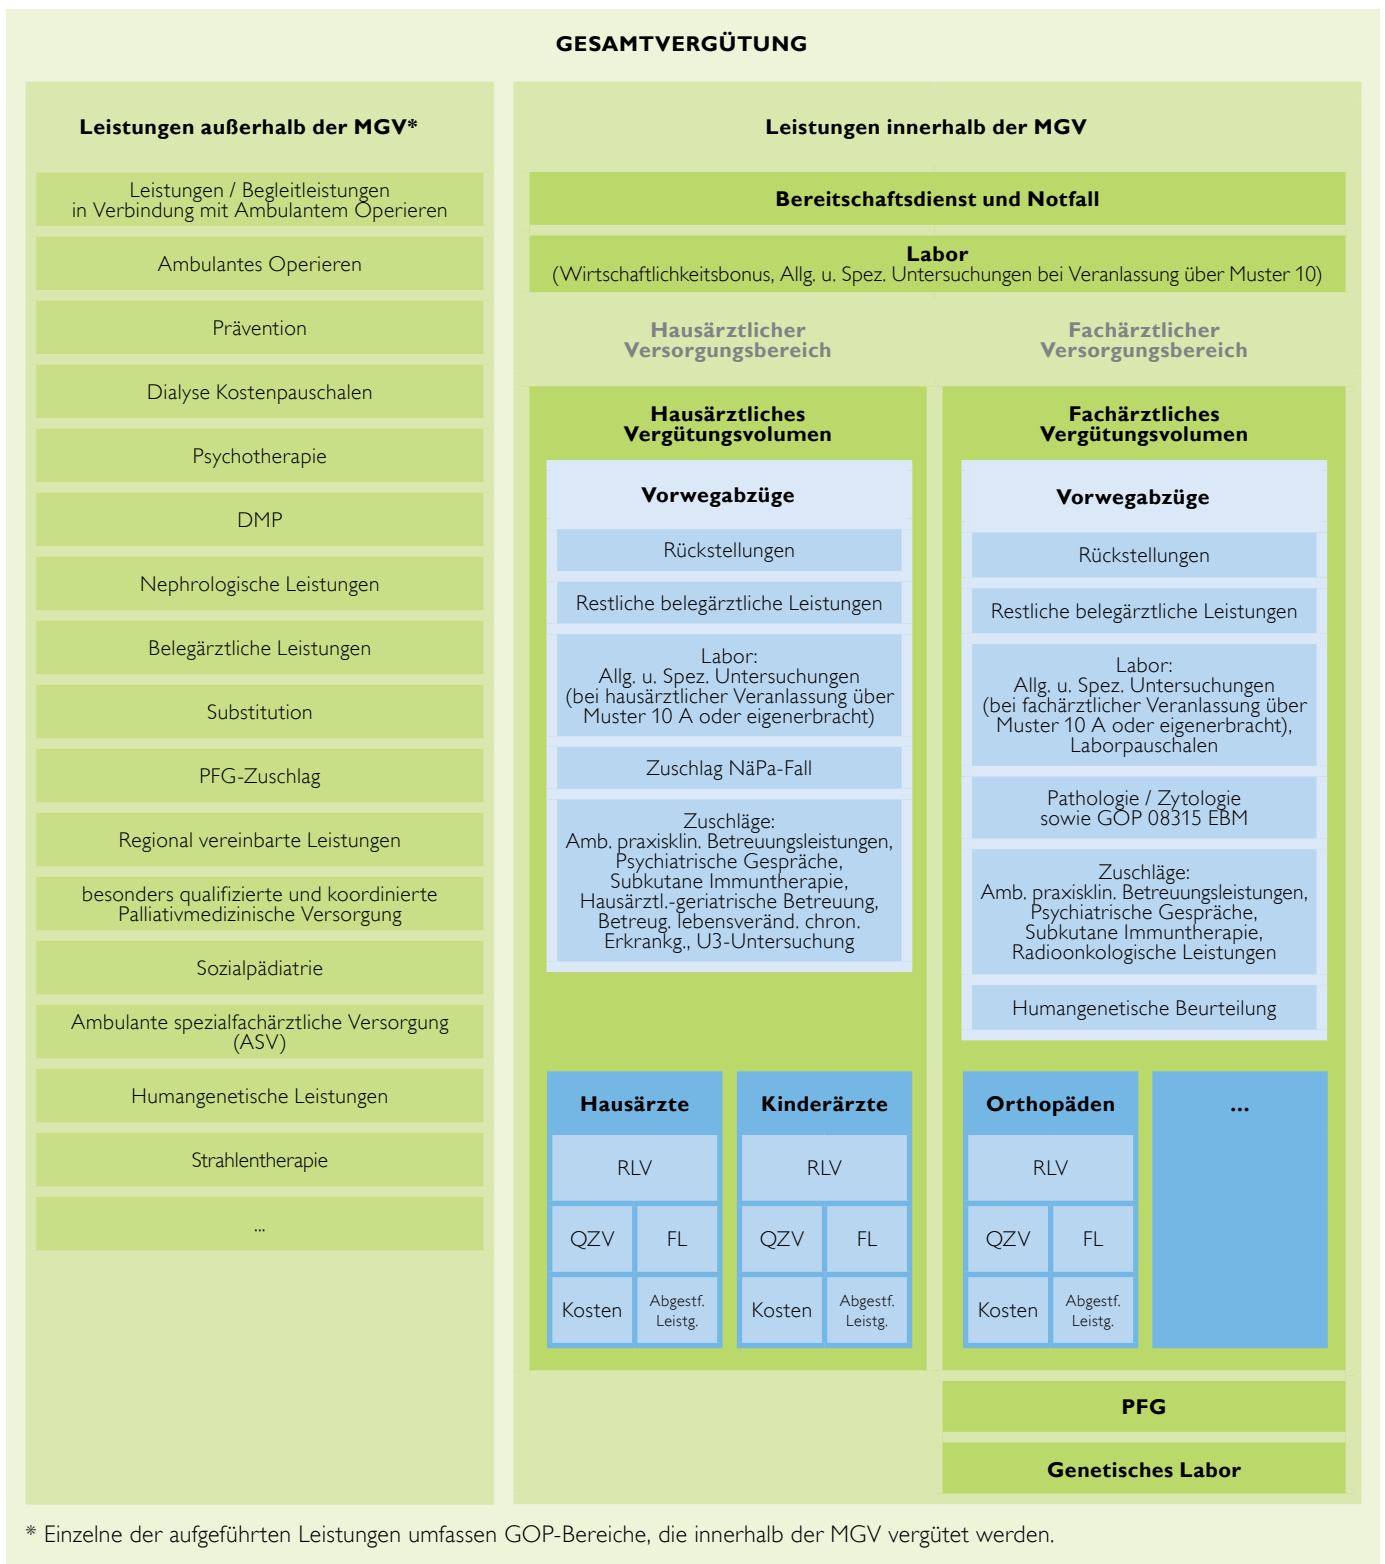 GESAMTVERGÜTUNG
Leistungen außerhalb der MGV*
Leistungen / Begleitleistungen
in Verbindung mit Ambulantem Operieren
Ambulantes Operieren
Prävention
Dialyse Kostenpauschalen
Psychotherapie
DMP
Nephrologische Leistungen
Belegärztliche Leistungen
Substitution
PFG-Zuschlag
Regional vereinbarte Leistungen
besonders qualifizierte und koordinierte
Palliativmedizinische Versorgung
Sozialpädiatrie
Ambulante spezialfachärztliche Versorgung
(ASV)
Humangenetische Leistungen
Strahlentherapie
...
Leistungen innerhalb der MGV
Bereitschaftsdienst und Notfall
Labor
(Wirtschaftlichkeitsbonus, Allg. u. Spez. Untersuchungen bei Veranlassung über Muster 10)
Hausärztlicher
Versorgungsbereich
Hausärztliches
Vergütungsvolumen
Vorwegabzüge
Rückstellungen
Restliche belegärztliche Leistungen
Labor:
Allg. u. Spez. Untersuchungen
(bei hausärztlicher Veranlassung über
Muster 10 A oder eigenerbracht)
Zuschlag NäPa-Fall
Zuschläge:
Amb. praxisklin. Betreuungsleistungen,
Psychiatrische Gespräche,
Subkutane Immuntherapie,
Hausärztl.-geriatrische Betreuung,
Betreug. lebensveränd. chron.
Erkrankg., U3-Untersuchung
Hausärzte
RLV
QZV
FL
Kosten
Abgestf.
Leistg.
Kinderärzte
RLV
QZV
FL
Kosten
Abgestf.
Leistg.
Fachärztlicher
Versorgungsbereich
Fachärztliches
Vergütungsvolumen
Vorwegabzüge
Rückstellungen
Restliche belegärztliche Leistungen
Labor:
Allg. u. Spez. Untersuchungen
(bei fachärztlicher Veranlassung über
Muster 10 A oder eigenerbracht),
Laborpauschalen
Pathologie / Zytologie
sowie GOP 08315 EBM
Zuschläge:
Amb. praxisklin. Betreuungsleistungen,
Psychiatrische Gespräche,
Subkutane Immuntherapie,
Radioonkologische Leistungen
Humangenetische Beurteilung
Orthopäden
RLV
QZV
FL
Kosten
Abgestf.
Leistg.
...
PFG
Genetisches Labor
* Einzelne der aufgeführten Leistungen umfassen GOP-Bereiche, die innerhalb der MGV vergütet werden.